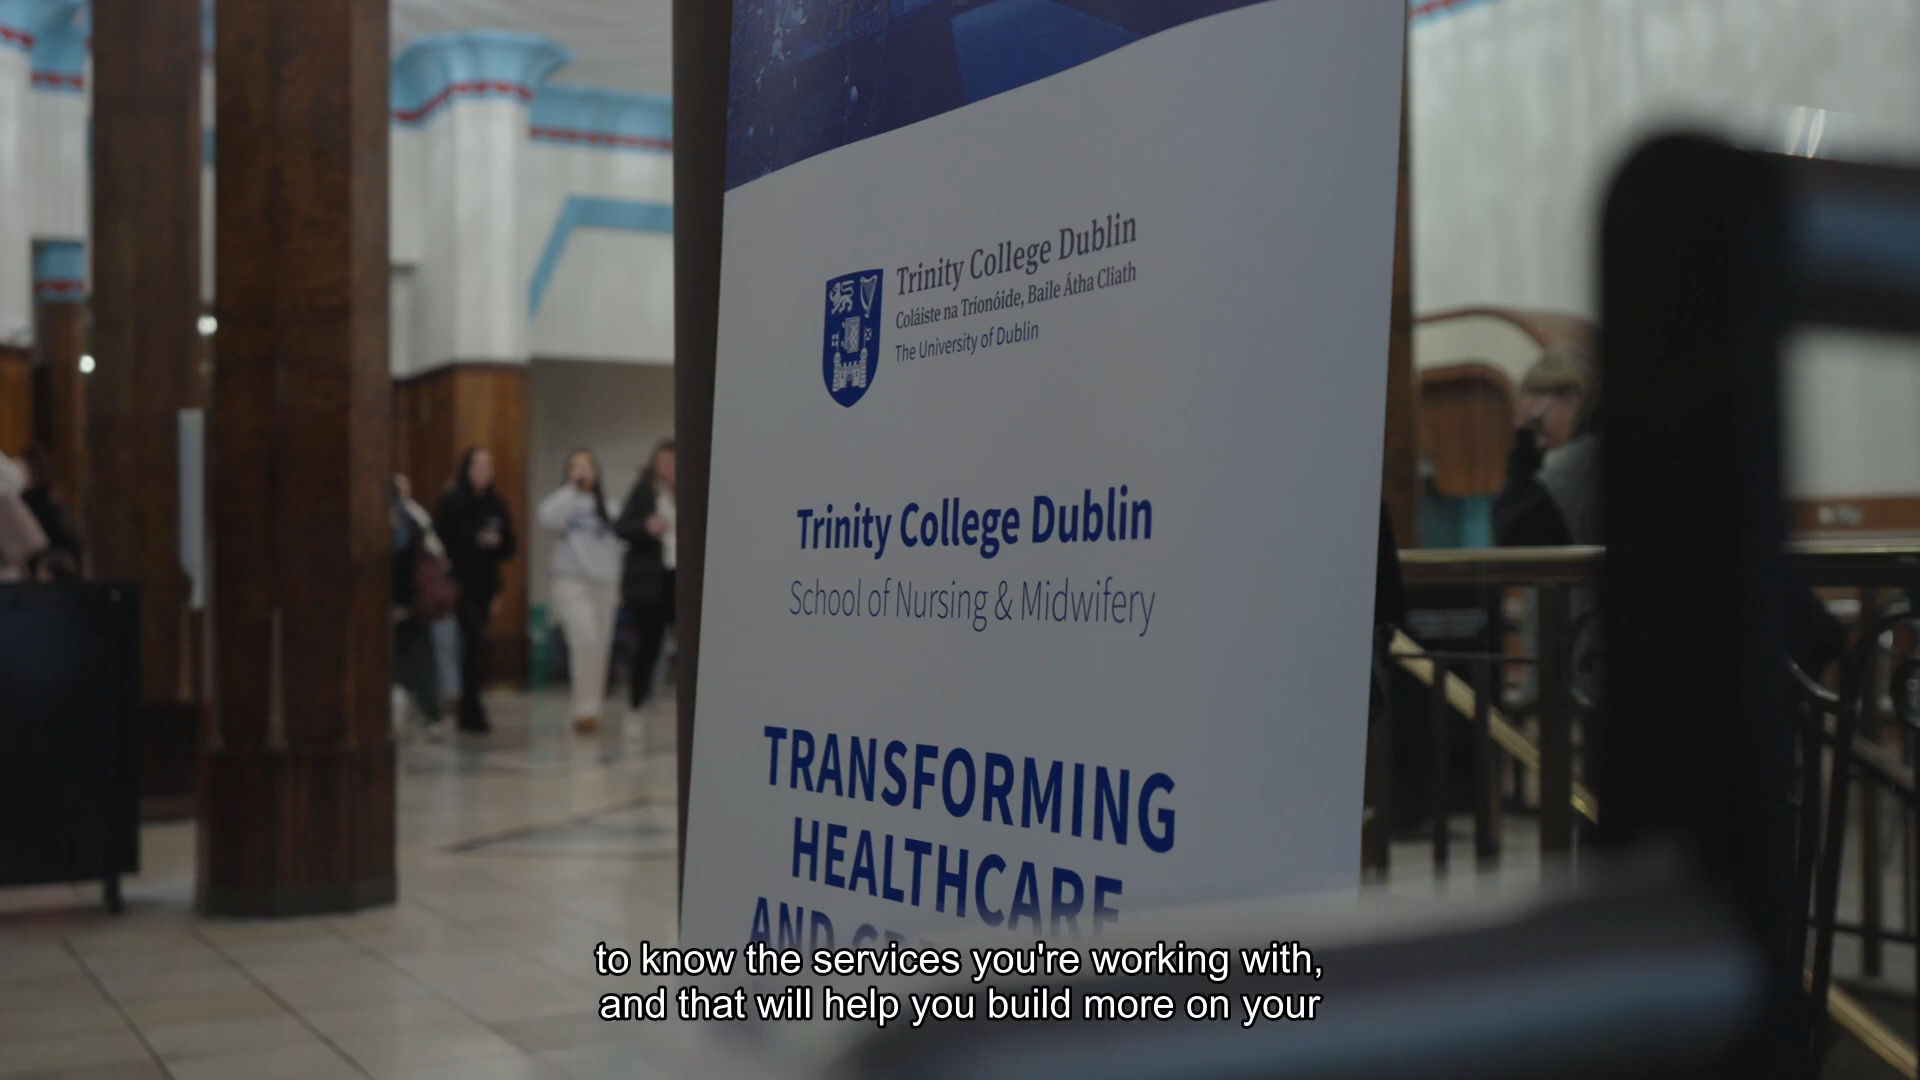 Trinity College Dublin
Coláiste na Tríonóide, Baile Átha Cliath
The University of Dublin
Trinity College Dublin
School of Nursing & Midwifery
TRANSFORMING
HEALTHCARE
AND
to know the services you're working with,
and that will help you build more on your